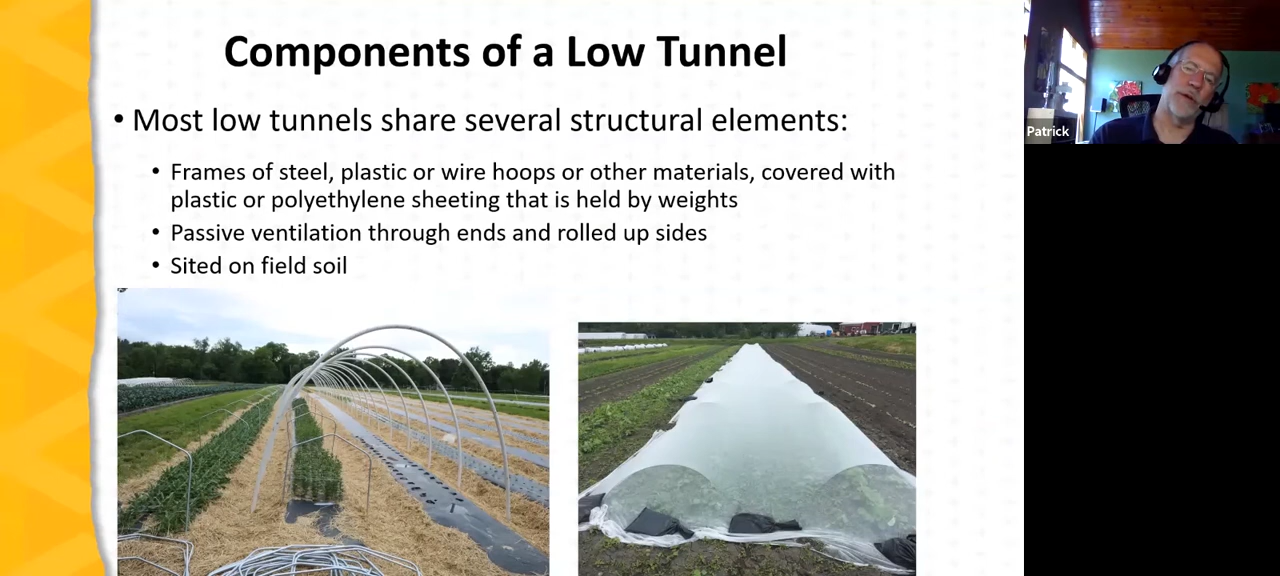 Components of a Low Tunnel
• Most low tunnels share several structural elements:
• Frames of steel, plastic or wire hoops or other materials, covered with
plastic or polyethylene sheeting that is held by weights
• Passive ventilation through ends and rolled up sides
• Sited on field soil
Patrick